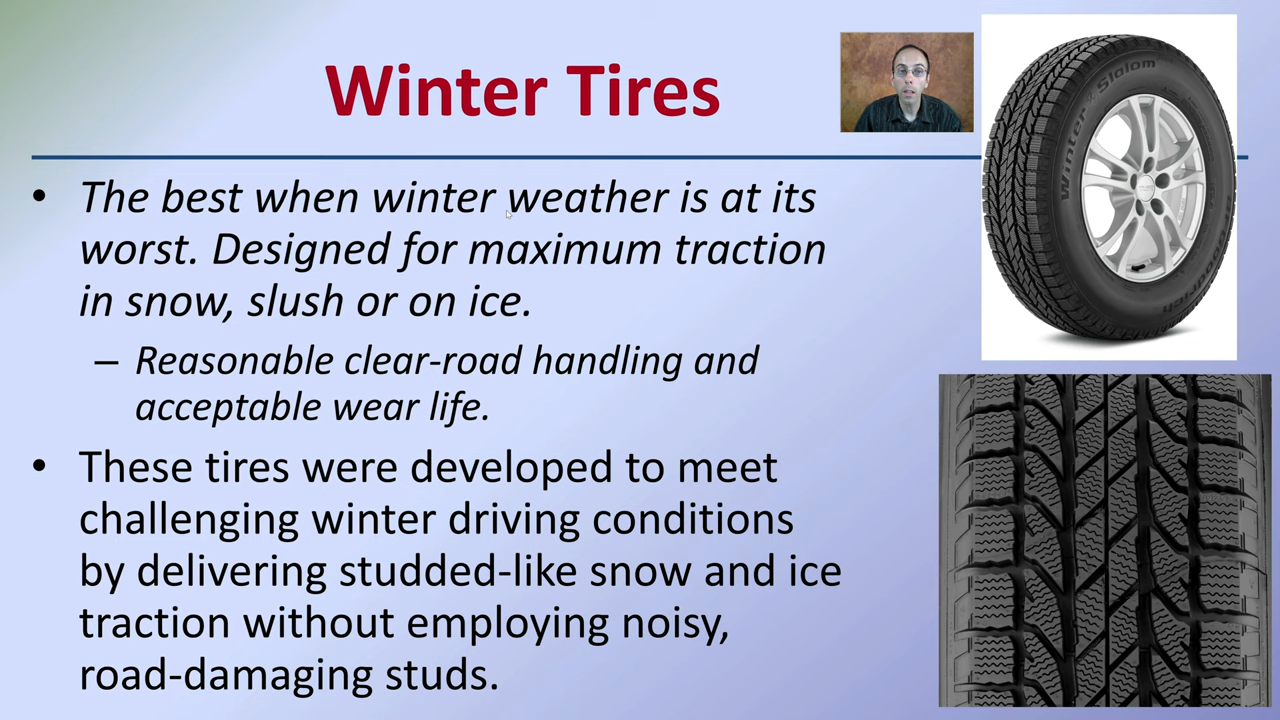 Winter Tires
• The best when winter weather is at its
worst. Designed for maximum traction
in snow, slush or on ice.
– Reasonable clear-road handling and
acceptable wear life.
• These tires were developed to meet
challenging winter driving conditions
by delivering studded-like snow and ice
traction without employing noisy,
road-damaging studs.
Winter Slalom
BFGoodrich